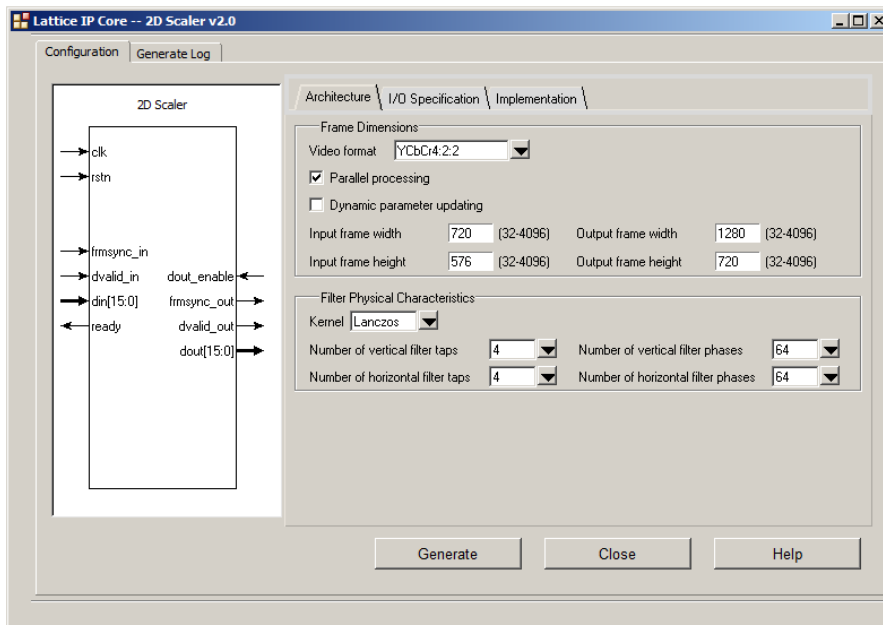 Lattice IP Core -- 2D Scaler v2.0
Configuration
Generate Log
2D Scaler
clk
rstn
frmsync_in
dvalid_in dout_enable
din[15:0] frmsync_out
ready dvalid_out
dout[15:0]
Architecture I/O Specification Implementation
Frame Dimensions
Video format YCbCr4:2:2
Parallel processing
Dynamic parameter updating
Input frame width 720 (32-4096) Output frame width 1280 (32-4096)
Input frame height 576 (32-4096) Output frame height 720 (32-4096)
Filter Physical Characteristics
Kernel Lanczos
Number of vertical filter taps 4 Number of vertical filter phases 64
Number of horizontal filter taps 4 Number of horizontal filter phases 64
Generate Close Help